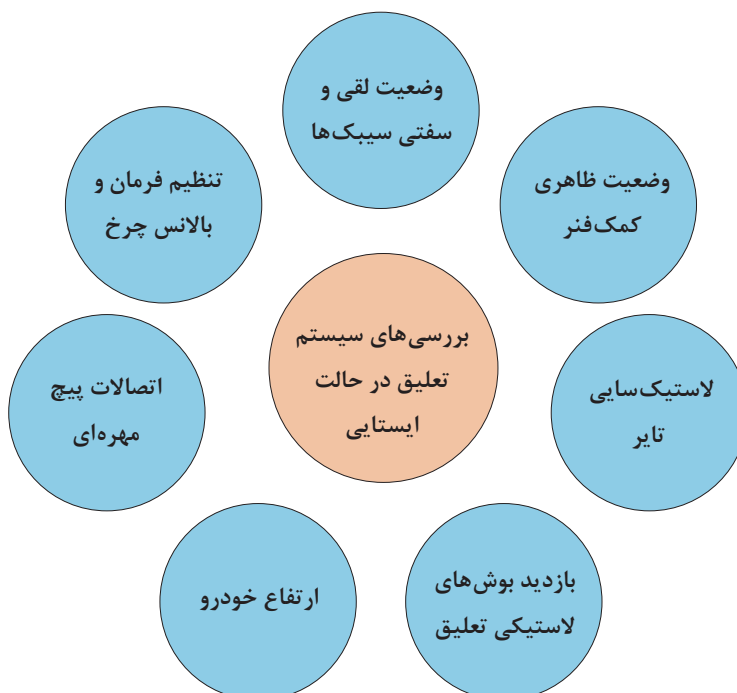 وضعیت لقی و
سفتی سیبک‌ها
وضعیت ظاهری
کمک‌فنر
لاستیک‌سایی
تایر
بازدید بوش‌های
لاستیکی تعلیق
ارتفاع خودرو
اتصالات پیچ
مهره‌ای
تنظیم فرمان و
بالانس چرخ
بررسی‌های سیستم
تعلیق در حالت
ایستایی